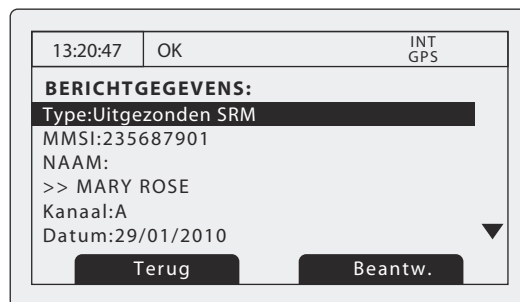 13:20:47 OK INT GPS
BERICHTGEGEVENS:
Type:Uitgezonden SRM
MMSI:235687901
NAAM:
>> MARY ROSE
Kanaal:A
Datum:29/01/2010
Terug Beantw.